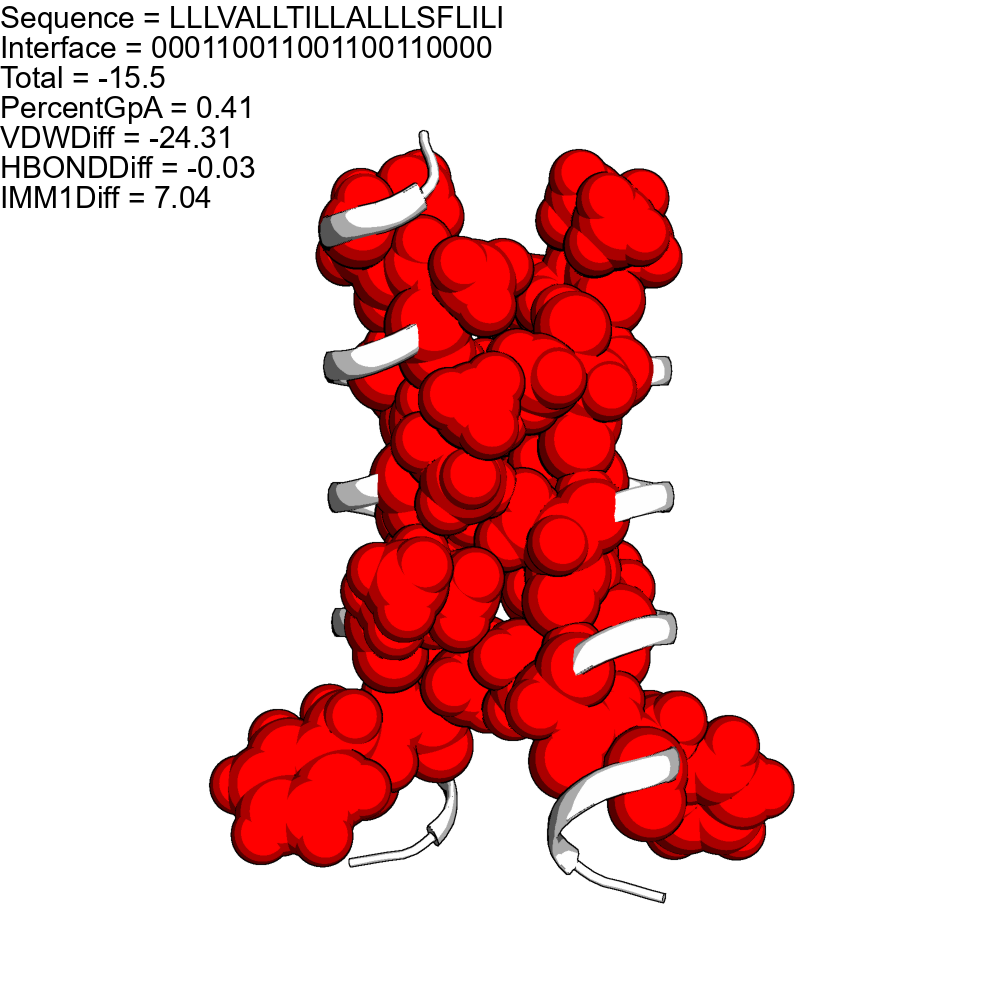 Sequence = LLLVALLTILLALLLSFLILI
Interface = 000110011001100110000
Total = -15.5
PercentGpA = 0.41
VDWDiff = -24.31
HBONDDiff = -0.03
IMM1Diff = 7.04